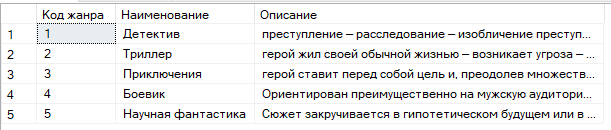 Код жанра Наименование Описание
1 1 Детектив преступление – расследование – изобличение преступ...
2 2 Триллер герой жил своей обычной жизнью – возникает угроза – ...
3 3 Приключения герой ставит перед собой цель и, преодолев множеств...
4 4 Боевик Ориентирован преимущественно на мужскую аудитори...
5 5 Научная фантастика Сюжет закручивается в гипотетическом будущем или в ...